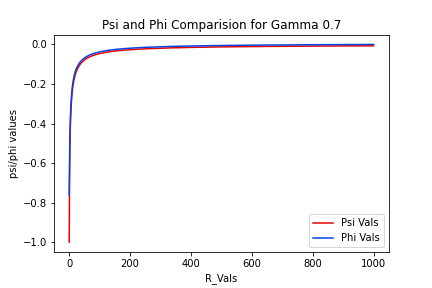 Psi and Phi Comparision for Gamma 0.7
0.0
−0.2
−0.4
−0.6
−0.8
−1.0
psi/phi values
0
200
400
600
800
1000
R_Vals
Psi Vals
Phi Vals